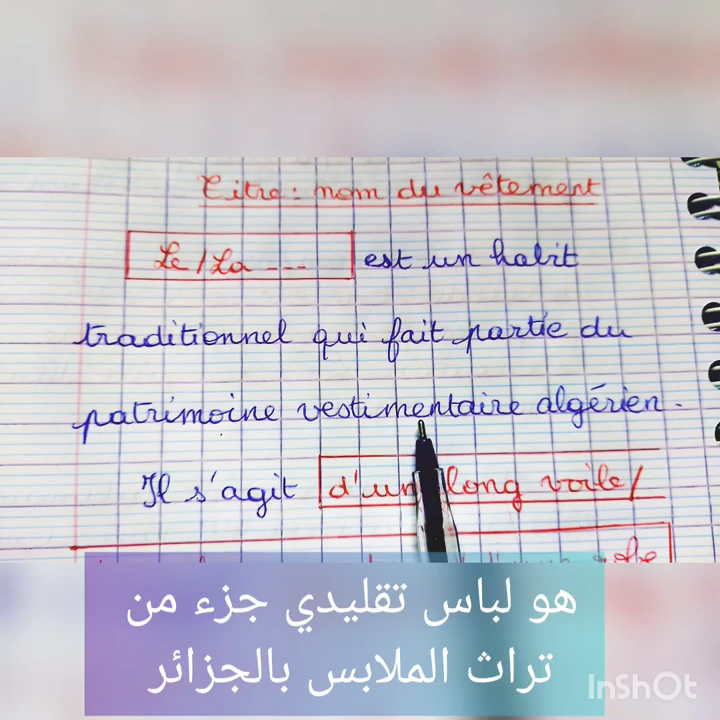 Titre : nom du vêtement
Le/La --- est un habit
traditionnel qui fait partie du
patrimoine vestimentaire algérien.
Il s'agit d'un long voile/
هو لباس تقليدي جزء من
تراث الملابس بالجزائر
InShOt